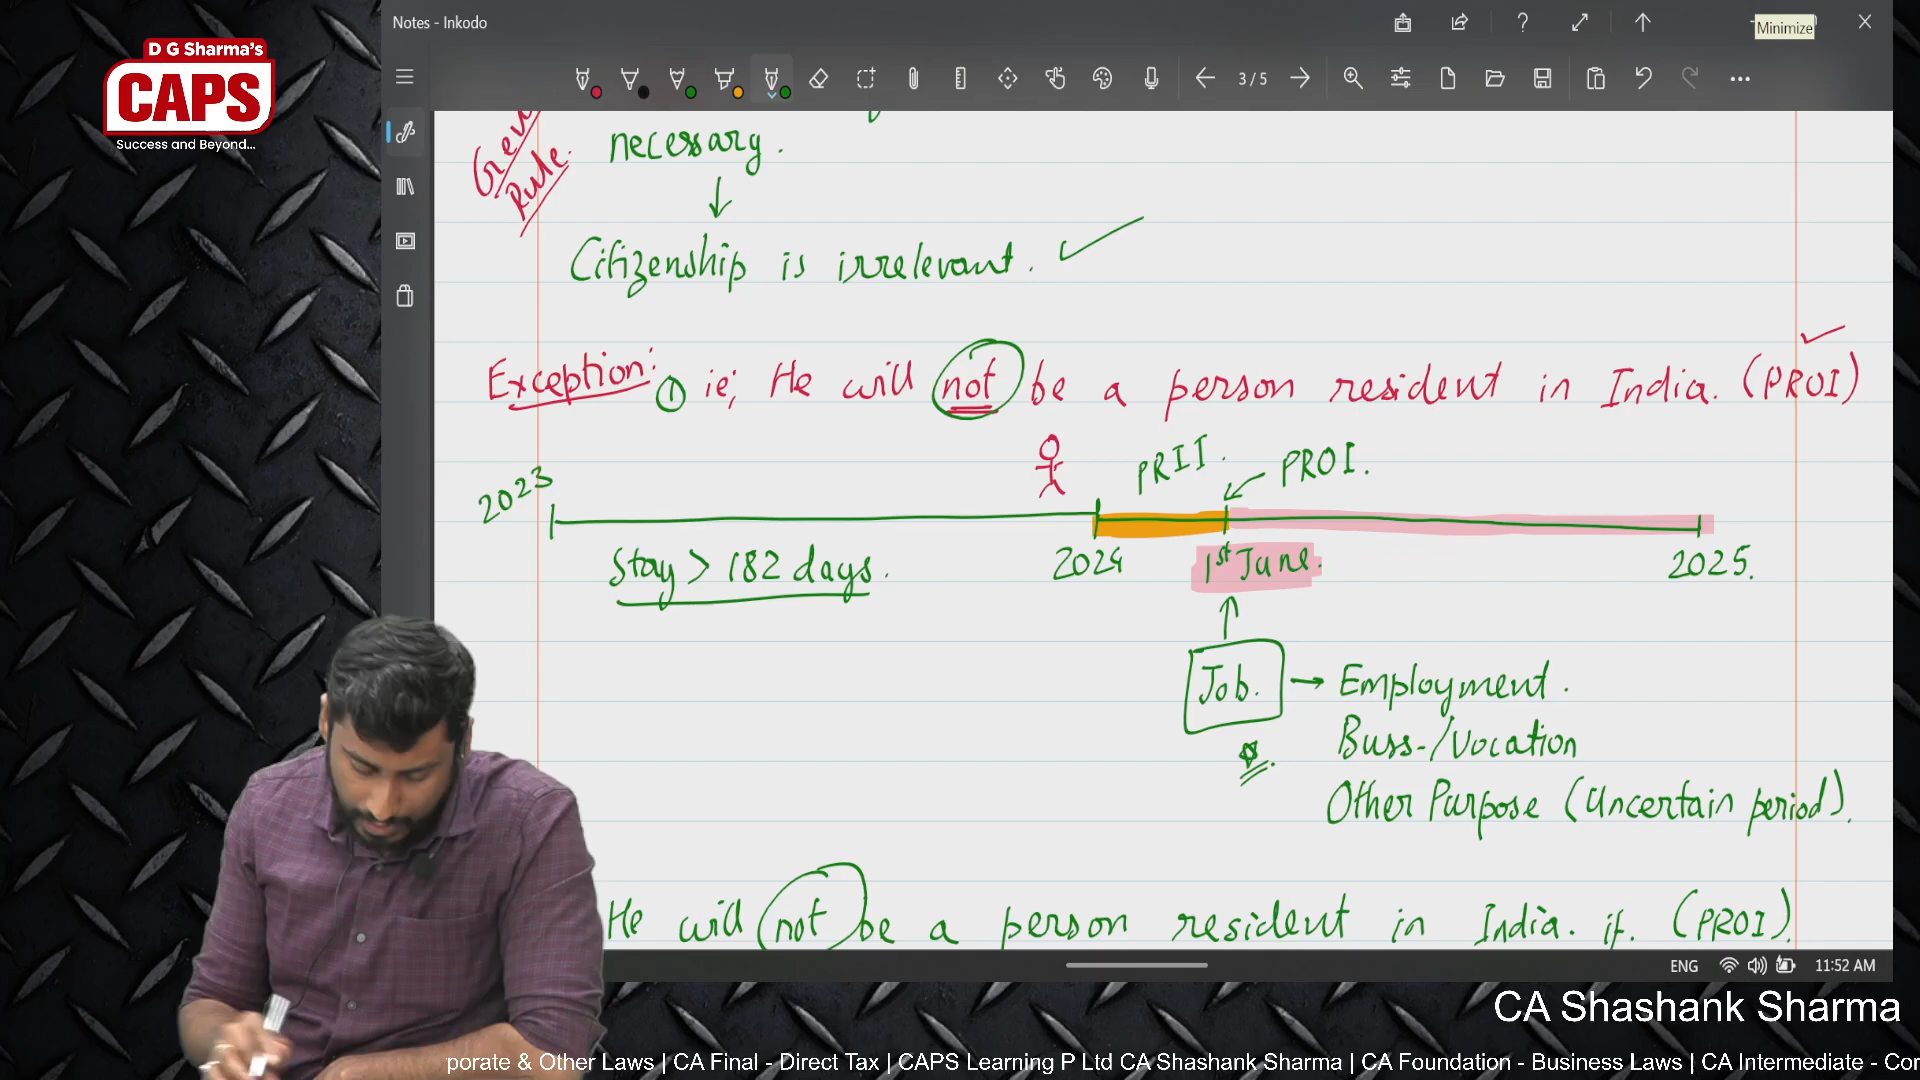 Notes - Inkodo
Minimize
D G Sharma's
CAPS
Success and Beyond...
3 / 5
Rule.
necessary.
Citizenship is irrelevant.
Exception: ① ie; He will not be a person resident in India. (PROI)
PRII. PROI.
2023
Stay > 182 days.
2024
1st June.
2025.
Job. → Employment.
Buss-/Vocation
Other Purpose (Uncertain period).
He will not be a person resident in India. if. (PROI).
ENG 11:52 AM
CA Shashank Sharma
porate & Other Laws | CA Final - Direct Tax | CAPS Learning P Ltd CA Shashank Sharma | CA Foundation - Business Laws | CA Intermediate - Cor